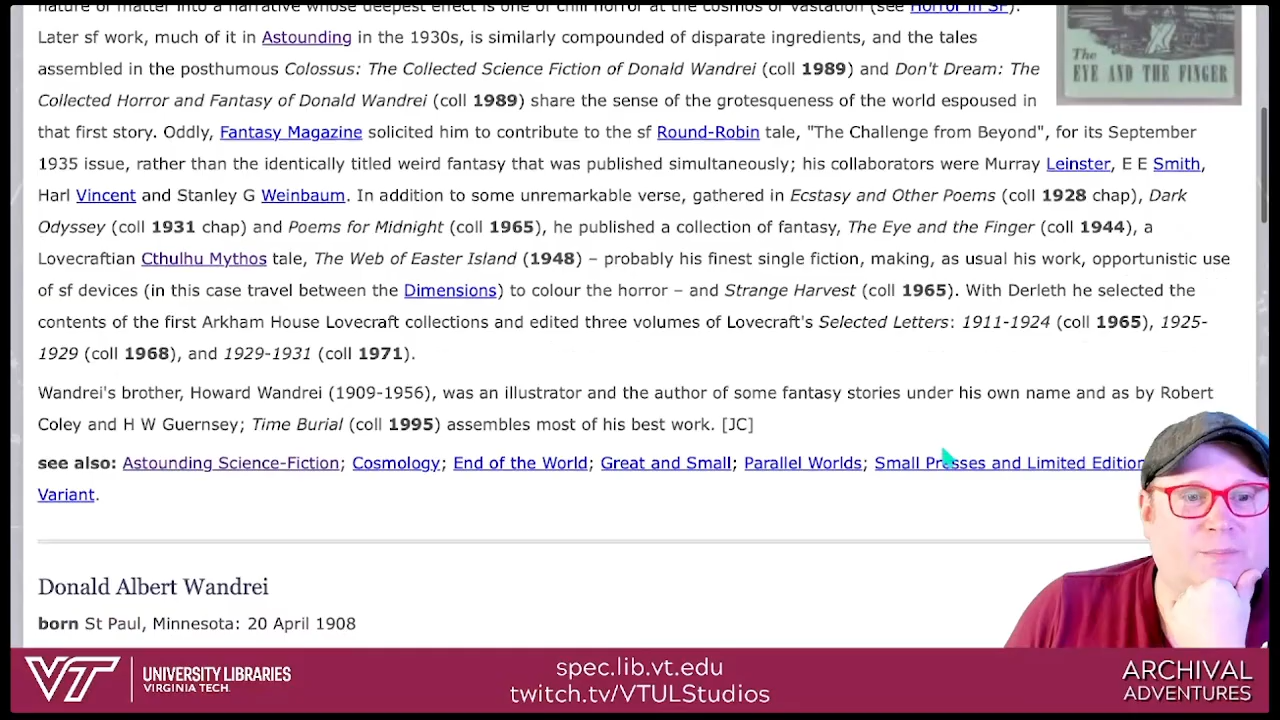 nature of matter into a narrative whose deepest effect is one of chill horror at the cosmos or vastation (see Horror in SF).
Later sf work, much of it in Astounding in the 1930s, is similarly compounded of disparate ingredients, and the tales
assembled in the posthumous Colossus: The Collected Science Fiction of Donald Wandrei (coll 1989) and Don't Dream: The
Collected Horror and Fantasy of Donald Wandrei (coll 1989) share the sense of the grotesqueness of the world espoused in
that first story. Oddly, Fantasy Magazine solicited him to contribute to the sf Round-Robin tale, "The Challenge from Beyond", for its September
1935 issue, rather than the identically titled weird fantasy that was published simultaneously; his collaborators were Murray Leinster, E E Smith,
Harl Vincent and Stanley G Weinbaum. In addition to some unremarkable verse, gathered in Ecstasy and Other Poems (coll 1928 chap), Dark
Odyssey (coll 1931 chap) and Poems for Midnight (coll 1965), he published a collection of fantasy, The Eye and the Finger (coll 1944), a
Lovecraftian Cthulhu Mythos tale, The Web of Easter Island (1948) – probably his finest single fiction, making, as usual his work, opportunistic use
of sf devices (in this case travel between the Dimensions) to colour the horror – and Strange Harvest (coll 1965). With Derleth he selected the
contents of the first Arkham House Lovecraft collections and edited three volumes of Lovecraft's Selected Letters: 1911-1924 (coll 1965), 1925-
1929 (coll 1968), and 1929-1931 (coll 1971).
The
EYE AND THE FINGER
Wandrei's brother, Howard Wandrei (1909-1956), was an illustrator and the author of some fantasy stories under his own name and as by Robert
Coley and H W Guernsey; Time Burial (coll 1995) assembles most of his best work. [JC]
see also: Astounding Science-Fiction; Cosmology; End of the World; Great and Small; Parallel Worlds; Small Presses and Limited Edition
Variant.
Donald Albert Wandrei
born St Paul, Minnesota: 20 April 1908
VT
UNIVERSITY LIBRARIES
VIRGINIA TECH.
spec.lib.vt.edu
twitch.tv/VTULStudios
ARCHIVAL
ADVENTURES